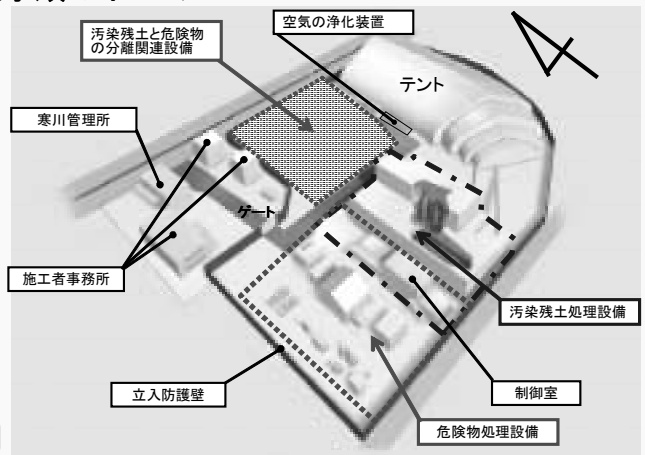 汚染残土と危険物
の分離関連設備
空気の浄化装置
テント
寒川管理所
ゲート
施工者事務所
汚染残土処理設備
立入防護壁
制御室
危険物処理設備